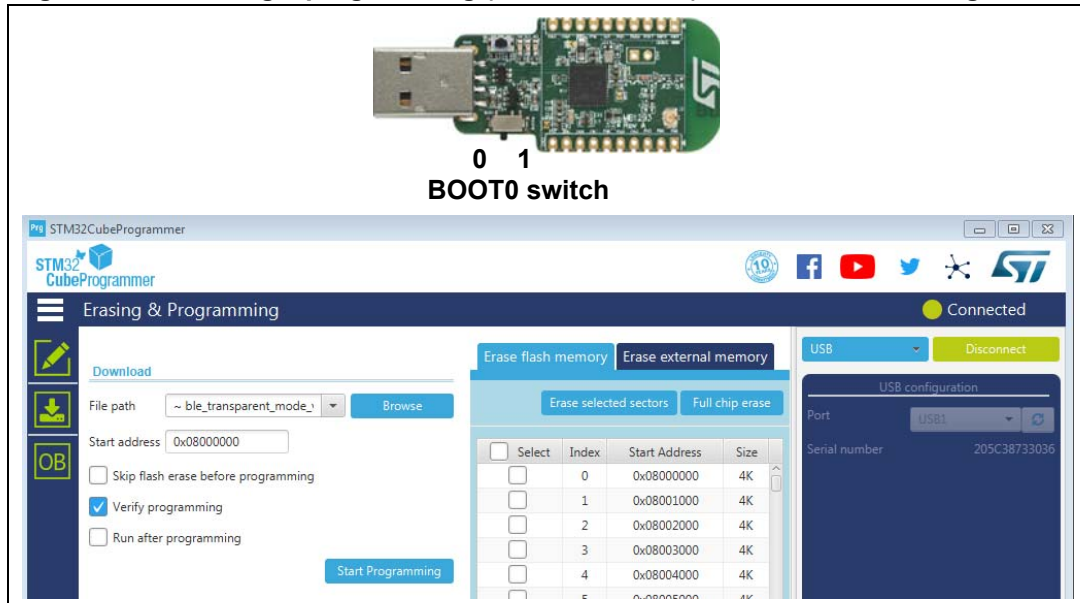 0 1
BOOT0 switch
Prg STM32CubeProgrammer
STM32
CubeProgrammer
10
Erasing & Programming
Connected
Erase flash memory Erase external memory
USB Disconnect
Download
USB configuration
File path ~ ble_transparent_mode_ Browse
Erase selected sectors Full chip erase
Port USB1
Start address 0x08000000
Serial number 205C38733036
OB
Select Index Start Address Size
Skip flash erase before programming
0 0x08000000 4K
Verify programming
1 0x08001000 4K
2 0x08002000 4K
Run after programming
3 0x08003000 4K
Start Programming
4 0x08004000 4K